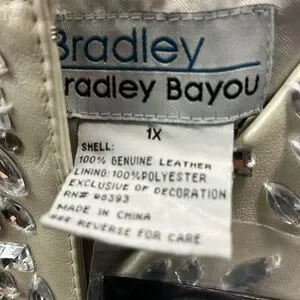 Bradley
Bradley Bayou
1X
SHELL:
100% GENUINE LEATHER
LINING: 100% POLYESTER
EXCLUSIVE OF DECORATION
RN# 96393
MADE IN CHINA
SEE REVERSE FOR CARE